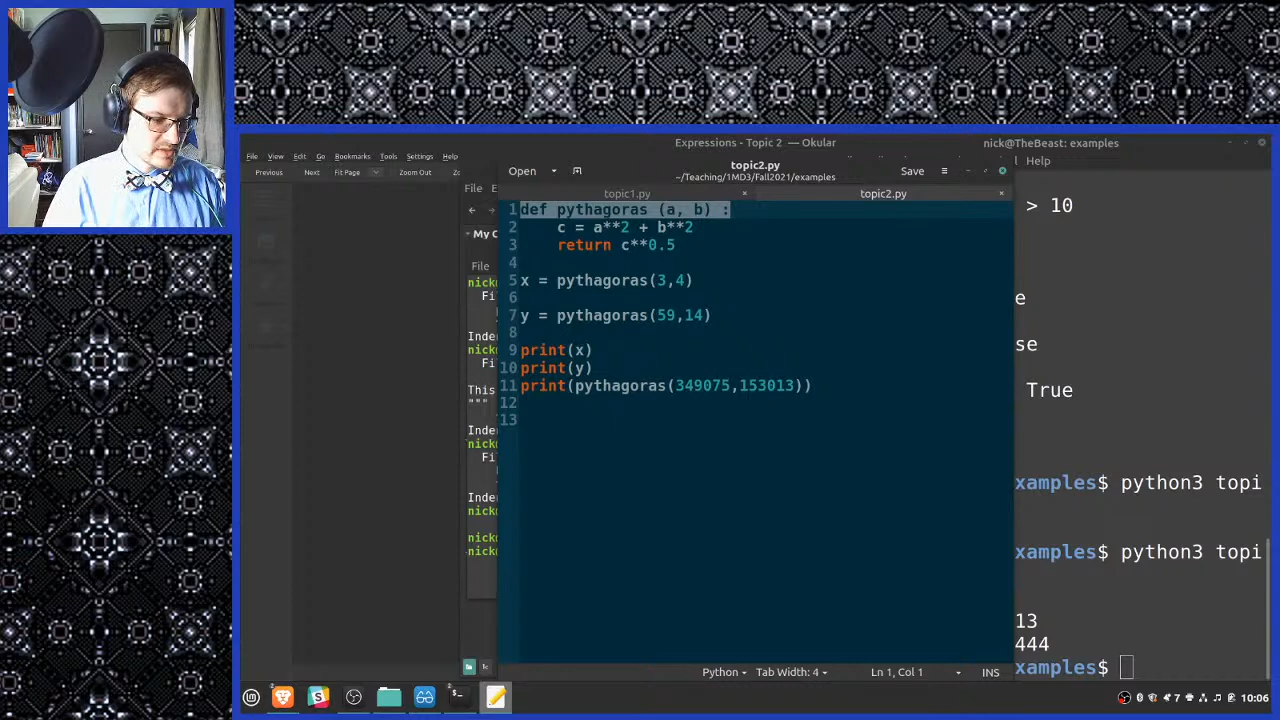 Expressions - Topic 2 — Okular
nick@TheBeast: examples
File View Edit Go Bookmarks Tools Settings Help
Previous Next Fit Page Zoom Out
topic2.py
~/Teaching/1MD3/Fall2021/examples
Open
Save
Help
topic1.py
topic2.py
File
My C
File
1 def pythagoras (a, b) :
2 c = a**2 + b**2
3 return c**0.5
4
5 x = pythagoras(3,4)
6
7 y = pythagoras(59,14)
8
9 print(x)
10 print(y)
11 print(pythagoras(349075,153013))
12
13
nick
Fi
Inde
nick
Fi
This
"""
Inde
nick
Fi
Inde
nick
nick
nick
> 10
e
se
True
xamples$ python3 topi
xamples$ python3 topi
13
444
xamples$
Python Tab Width: 4 Ln 1, Col 1 INS
7
10:06